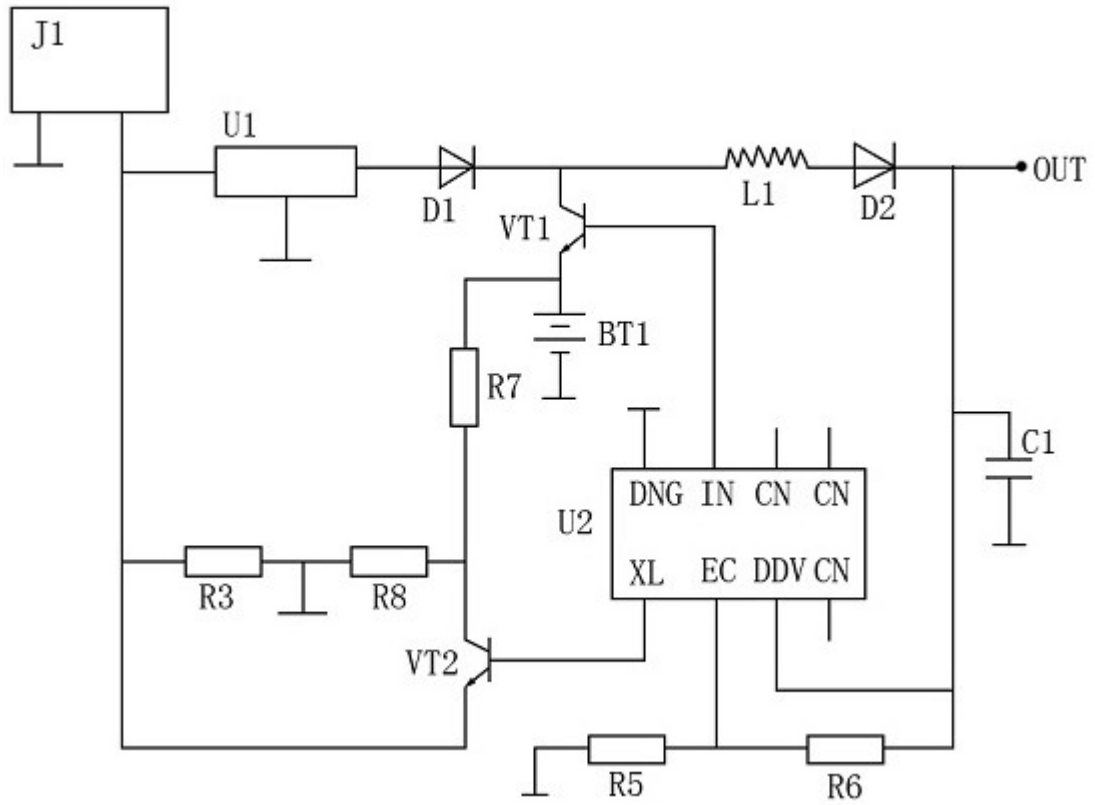 J1
U1
D1
L1
D2
OUT
VT1
BT1
R7
C1
DNG IN CN CN
U2
XL EC DDV CN
R3
R8
VT2
R5
R6